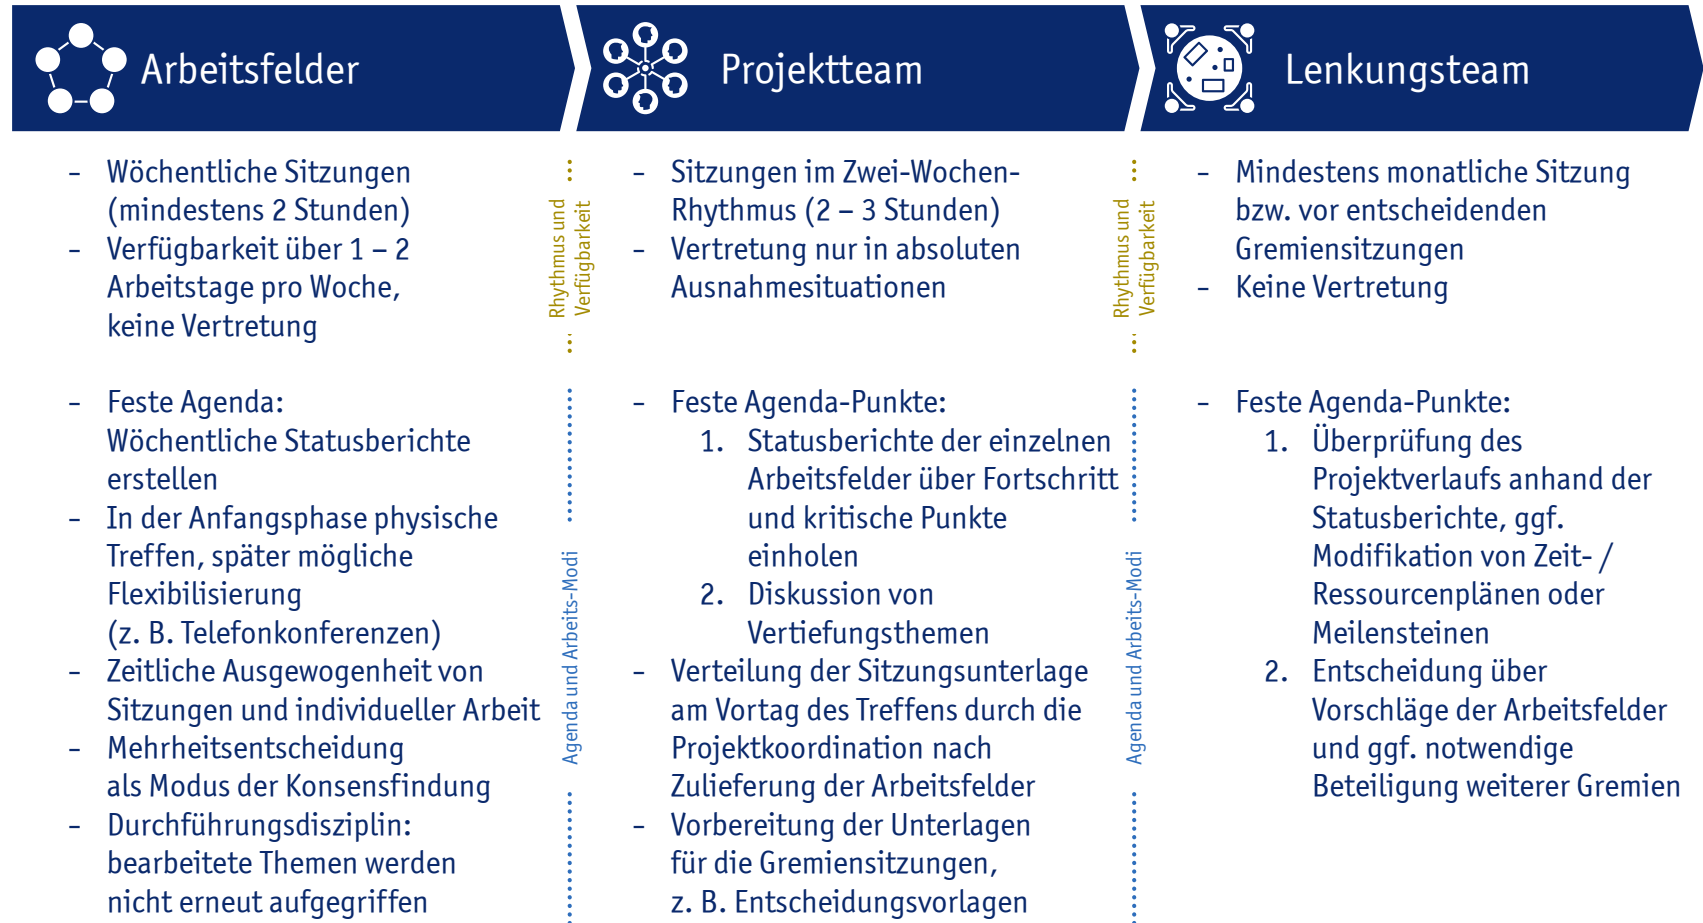 Arbeitsfelder
- Wöchentliche Sitzungen
(mindestens 2 Stunden)
- Verfügbarkeit über 1 – 2
Arbeitstage pro Woche,
keine Vertretung
- Feste Agenda:
Wöchentliche Statusberichte
erstellen
- In der Anfangsphase physische
Treffen, später mögliche
Flexibilisierung
(z. B. Telefonkonferenzen)
- Zeitliche Ausgewogenheit von
Sitzungen und individueller Arbeit
- Mehrheitsentscheidung
als Modus der Konsensfindung
- Durchführungsdisziplin:
bearbeitete Themen werden
nicht erneut aufgegriffen
Rhythmus und
Verfügbarkeit
Agenda und Arbeits-Modi
Projektteam
- Sitzungen im Zwei-Wochen-
Rhythmus (2 – 3 Stunden)
- Vertretung nur in absoluten
Ausnahmesituationen
- Feste Agenda-Punkte:
1. Statusberichte der einzelnen
Arbeitsfelder über Fortschritt
und kritische Punkte
einholen
2. Diskussion von
Vertiefungsthemen
- Verteilung der Sitzungsunterlage
am Vortag des Treffens durch die
Projektkoordination nach
Zulieferung der Arbeitsfelder
- Vorbereitung der Unterlagen
für die Gremiensitzungen,
z. B. Entscheidungsvorlagen
Rhythmus und
Verfügbarkeit
Agenda und Arbeits-Modi
Lenkungsteam
- Mindestens monatliche Sitzung
bzw. vor entscheidenden
Gremiensitzungen
- Keine Vertretung
- Feste Agenda-Punkte:
1. Überprüfung des
Projektverlaufs anhand der
Statusberichte, ggf.
Modifikation von Zeit- /
Ressourcenplänen oder
Meilensteinen
2. Entscheidung über
Vorschläge der Arbeitsfelder
und ggf. notwendige
Beteiligung weiterer Gremien